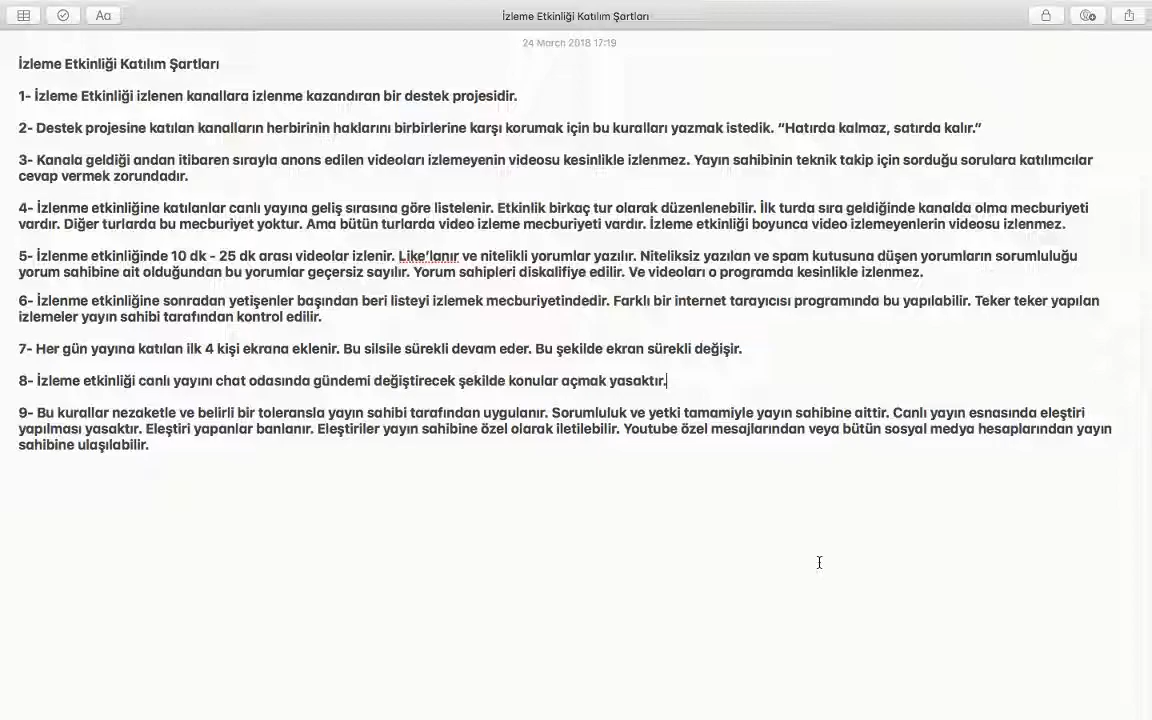 Aa
İzleme Etkinliği Katılım Şartları
24 March 2018 17:19
İzleme Etkinliği Katılım Şartları
1- İzleme Etkinliği izlenen kanallara izlenme kazandıran bir destek projesidir.
2- Destek projesine katılan kanalların herbirinin haklarını birbirlerine karşı korumak için bu kuralları yazmak istedik. “Hatırda kalmaz, satırda kalır.”
3- Kanala geldiği andan itibaren sırayla anons edilen videoları izlemeyenin videosu kesinlikle izlenmez. Yayın sahibinin teknik takip için sorduğu sorulara katılımcılar
cevap vermek zorundadır.
4- İzlenme etkinliğine katılanlar canlı yayına geliş sırasına göre listelenir. Etkinlik birkaç tur olarak düzenlenebilir. İlk turda sıra geldiğinde kanalda olma mecburiyeti
vardır. Diğer turlarda bu mecburiyet yoktur. Ama bütün turlarda video izleme mecburiyeti vardır. İzleme etkinliği boyunca video izlemeyenlerin videosu izlenmez.
5- İzlenme etkinliğinde 10 dk - 25 dk arası videolar izlenir. Like’lanır ve nitelikli yorumlar yazılır. Niteliksiz yazılan ve spam kutusuna düşen yorumların sorumluluğu
yorum sahibine ait olduğundan bu yorumlar geçersiz sayılır. Yorum sahipleri diskalifiye edilir. Ve videoları o programda kesinlikle izlenmez.
6- İzlenme etkinliğine sonradan yetişenler başından beri listeyi izlemek mecburiyetindedir. Farklı bir internet tarayıcısı programında bu yapılabilir. Teker teker yapılan
izlemeler yayın sahibi tarafından kontrol edilir.
7- Her gün yayına katılan ilk 4 kişi ekrana eklenir. Bu silsile sürekli devam eder. Bu şekilde ekran sürekli değişir.
8- İzleme etkinliği canlı yayını chat odasında gündemi değiştirecek şekilde konular açmak yasaktır.
9- Bu kurallar nezaketle ve belirli bir toleransla yayın sahibi tarafından uygulanır. Sorumluluk ve yetki tamamiyle yayın sahibine aittir. Canlı yayın esnasında eleştiri
yapılması yasaktır. Eleştiri yapanlar banlanır. Eleştiriler yayın sahibine özel olarak iletilebilir. Youtube özel mesajlarından veya bütün sosyal medya hesaplarından yayın
sahibine ulaşılabilir.